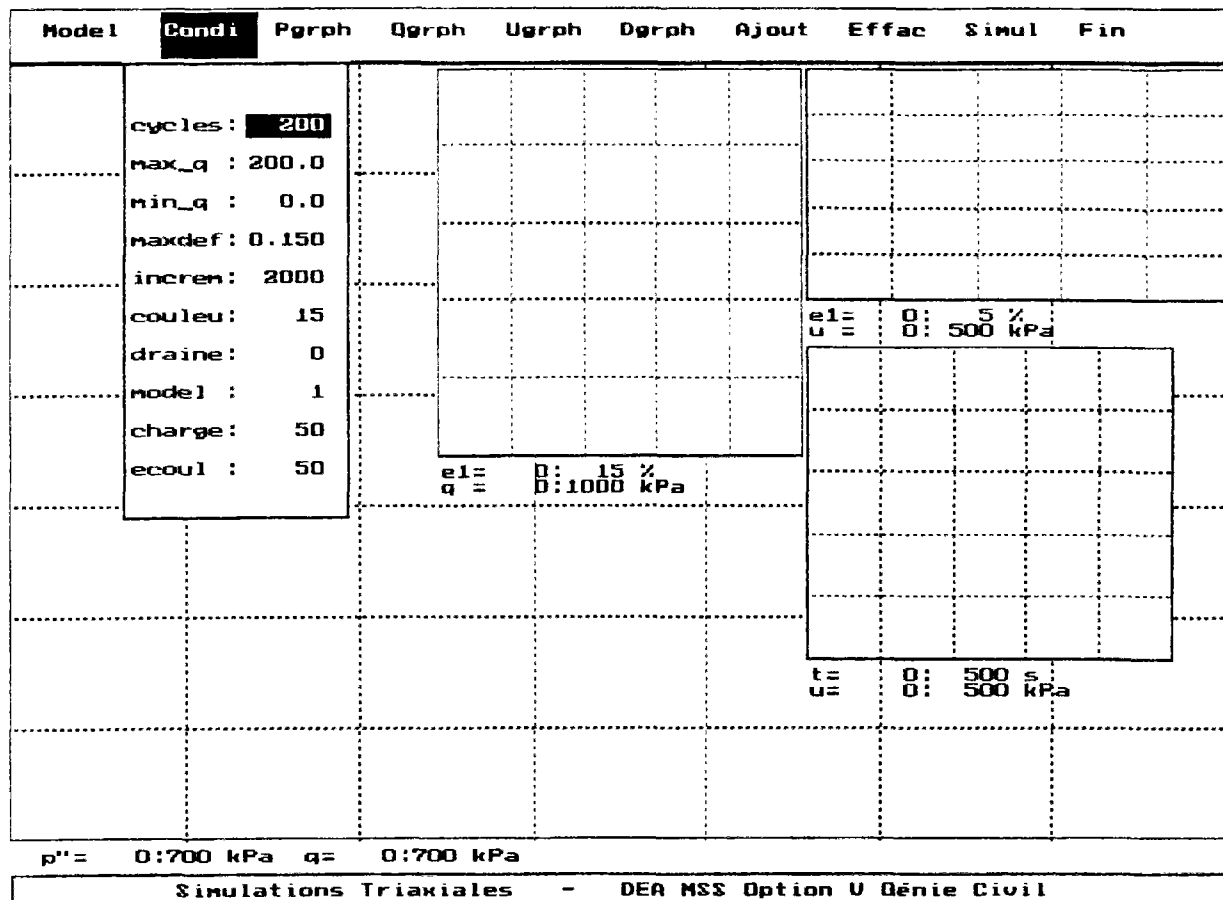 Model Condi Pgrph Qgrph Ugrph Dgrph Ajout Effac Simul Fin
cycles: 200
max_q : 200.0
min_q : 0.0
maxdef: 0.150
increm: 2000
couleu: 15
draine: 0
model : 1
charge: 50
ecoul : 50
e1= 0: 15 %
q = 0:1000 kPa
e1= 0: 5 %
u = 0: 500 kPa
t= 0: 500 s
u= 0: 500 kPa
p"= 0:700 kPa q= 0:700 kPa
Simulations Triaxiales - DEA MSS Option V Génie Civil